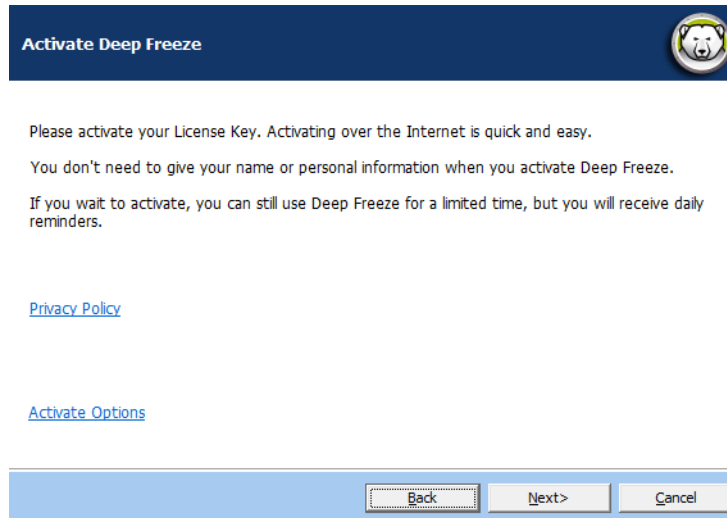 Activate Deep Freeze
Please activate your License Key. Activating over the Internet is quick and easy.
You don't need to give your name or personal information when you activate Deep Freeze.
If you wait to activate, you can still use Deep Freeze for a limited time, but you will receive daily
reminders.
Privacy Policy
Activate Options
Back Next> Cancel